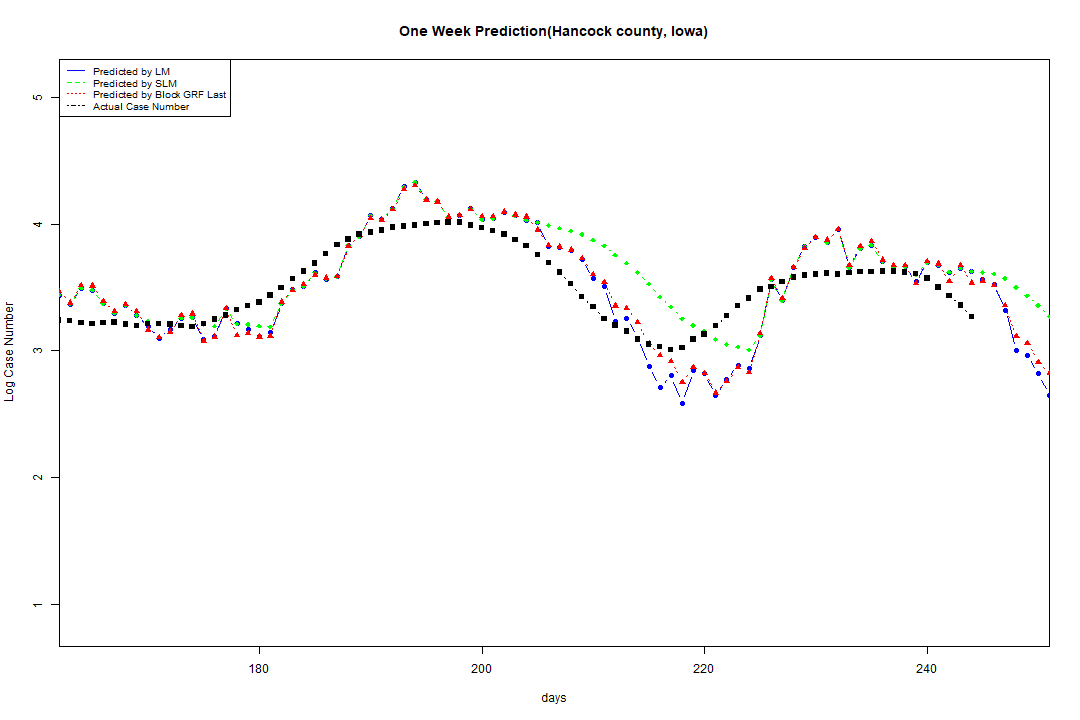 One Week Prediction(Hancock county, Iowa)
Predicted by LM
Predicted by SLM
Predicted by Block GRF Last
Actual Case Number
5
4
3
2
1
Log Case Number
180
200
220
240
days